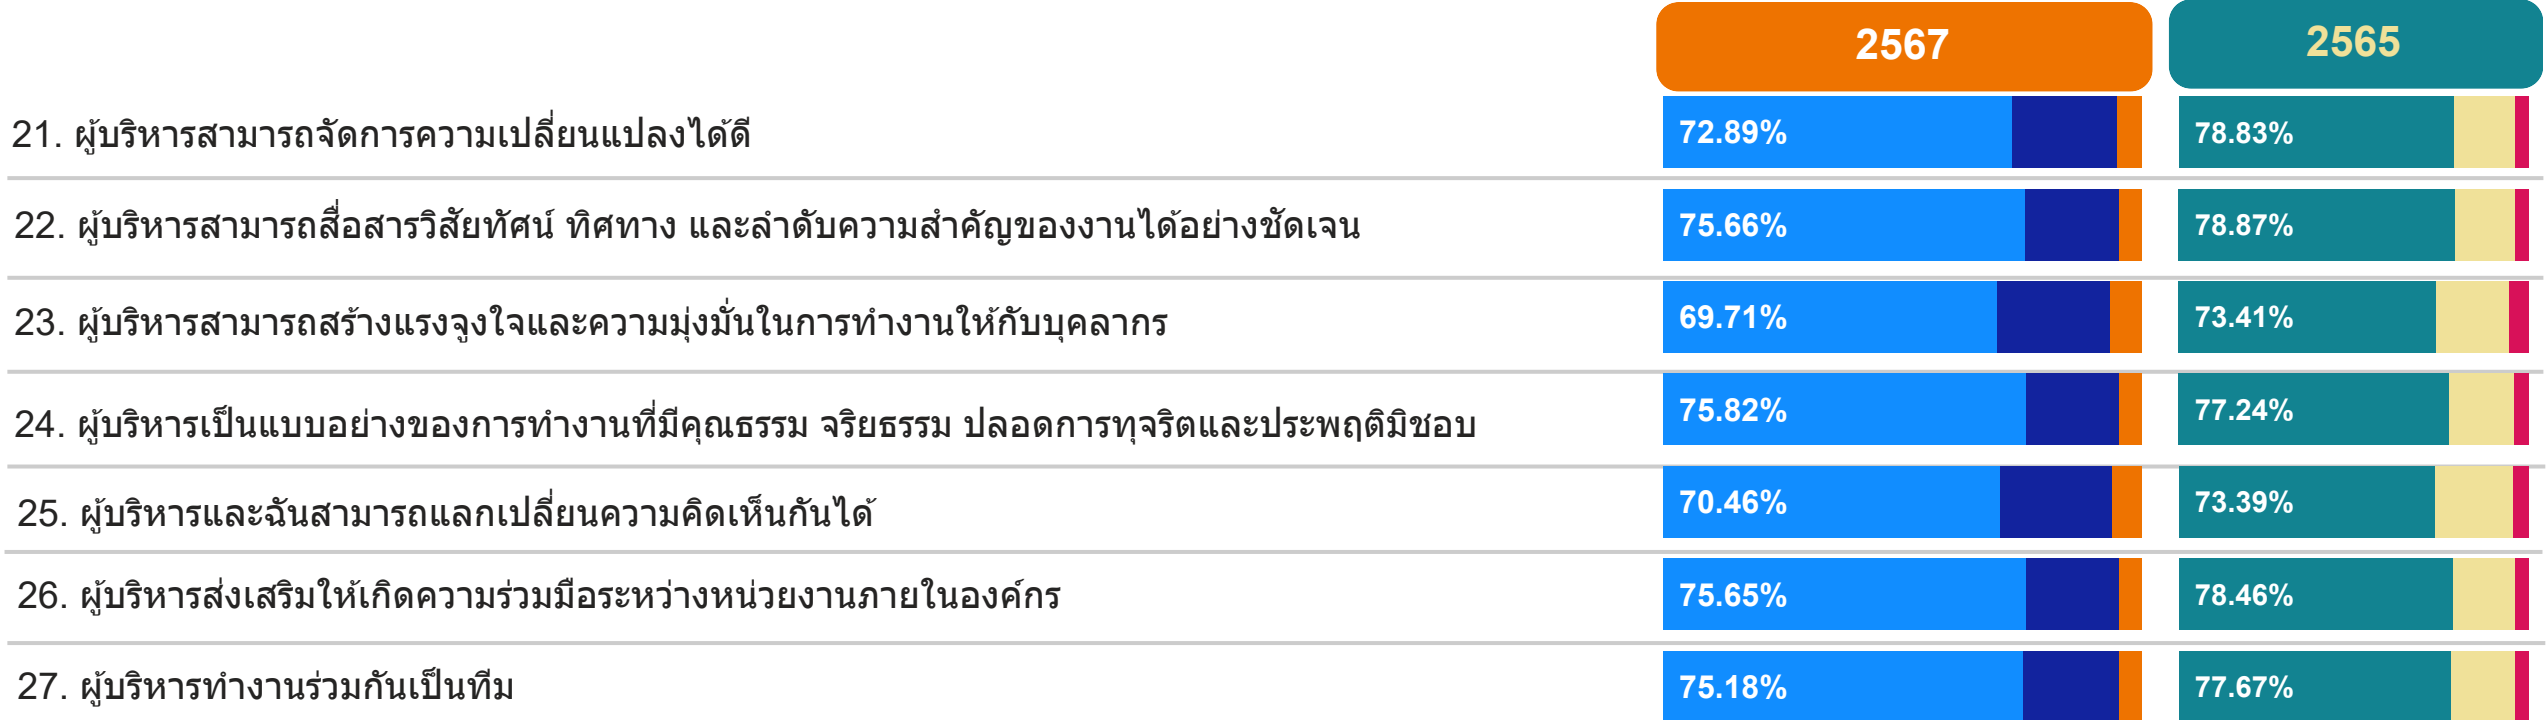 2567 2565
21. ผู้บริหารสามารถจัดการความเปลี่ยนแปลงได้ดี 72.89% 78.83%
22. ผู้บริหารสามารถสื่อสารวิสัยทัศน์ ทิศทาง และลำดับความสำคัญของงานได้อย่างชัดเจน 75.66% 78.87%
23. ผู้บริหารสามารถสร้างแรงจูงใจและความมุ่งมั่นในการทำงานให้กับบุคลากร 69.71% 73.41%
24. ผู้บริหารเป็นแบบอย่างของการทำงานที่มีคุณธรรม จริยธรรม ปลอดการทุจริตและประพฤติมิชอบ 75.82% 77.24%
25. ผู้บริหารและฉันสามารถแลกเปลี่ยนความคิดเห็นกันได้ 70.46% 73.39%
26. ผู้บริหารส่งเสริมให้เกิดความร่วมมือระหว่างหน่วยงานภายในองค์กร 75.65% 78.46%
27. ผู้บริหารทำงานร่วมกันเป็นทีม 75.18% 77.67%